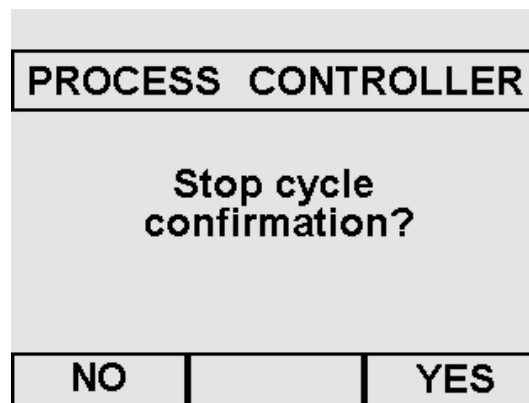 PROCESS CONTROLLER
Stop cycle
confirmation?
NO YES